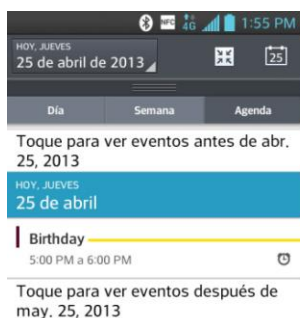 NFC 4G 1:55 PM
HOY, JUEVES
25 de abril de 2013
25
Día Semana Agenda
Toque para ver eventos antes de abr.
25, 2013
HOY, JUEVES
25 de abril
Birthday
5:00 PM a 6:00 PM
Toque para ver eventos después de
may. 25, 2013